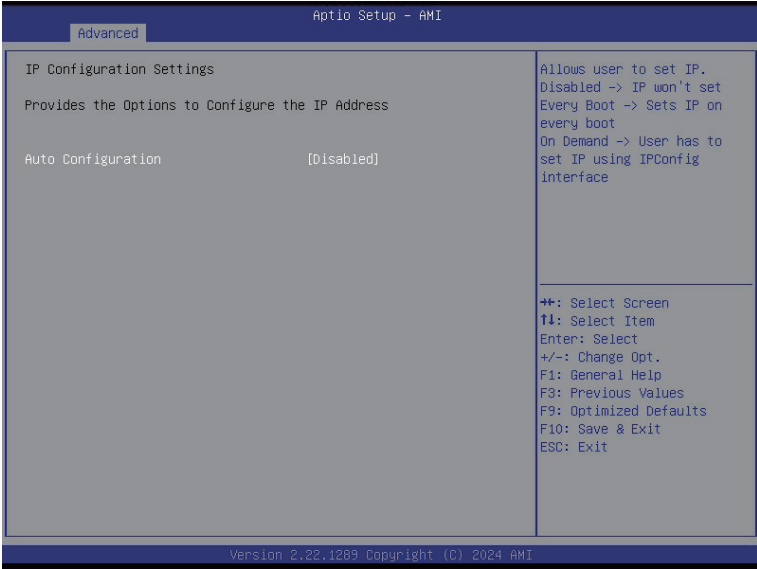 Aptio Setup – AMI
Advanced
IP Configuration Settings
Provides the Options to Configure the IP Address
Auto Configuration [Disabled]
Allows user to set IP.
Disabled -> IP won't set
Every Boot -> Sets IP on
every boot
On Demand -> User has to
set IP using IPConfig
interface
→←: Select Screen
↑↓: Select Item
Enter: Select
+/-: Change Opt.
F1: General Help
F3: Previous Values
F9: Optimized Defaults
F10: Save & Exit
ESC: Exit
Version 2.22.1289 Copyright (C) 2024 AMI